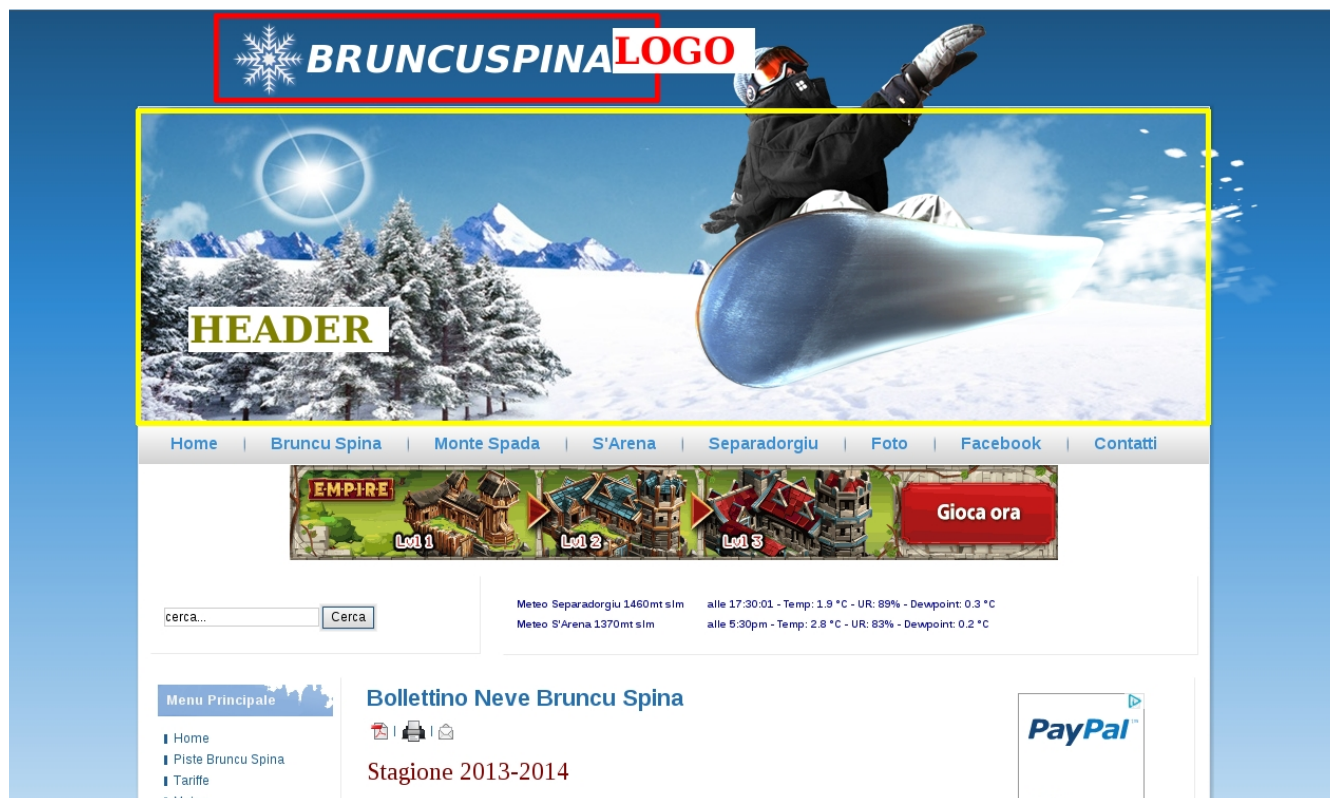 BRUNCUSPINA
LOGO
HEADER
Home | Bruncu Spina | Monte Spada | S'Arena | Separadorgiu | Foto | Facebook | Contatti
EMPIRE
Lvl 1
Lvl 2
Lvl 3
Gioca ora
cerca... Cerca
Meteo Separadorgiu 1460mt slm alle 17:30:01 - Temp: 1.9 °C - UR: 89% - Dewpoint: 0.3 °C
Meteo S'Arena 1370mt slm alle 5:30pm - Temp: 2.8 °C - UR: 83% - Dewpoint: 0.2 °C
Menu Principale
Home
Piste Bruncu Spina
Tariffe
Bollettino Neve Bruncu Spina
Stagione 2013-2014
PayPal™